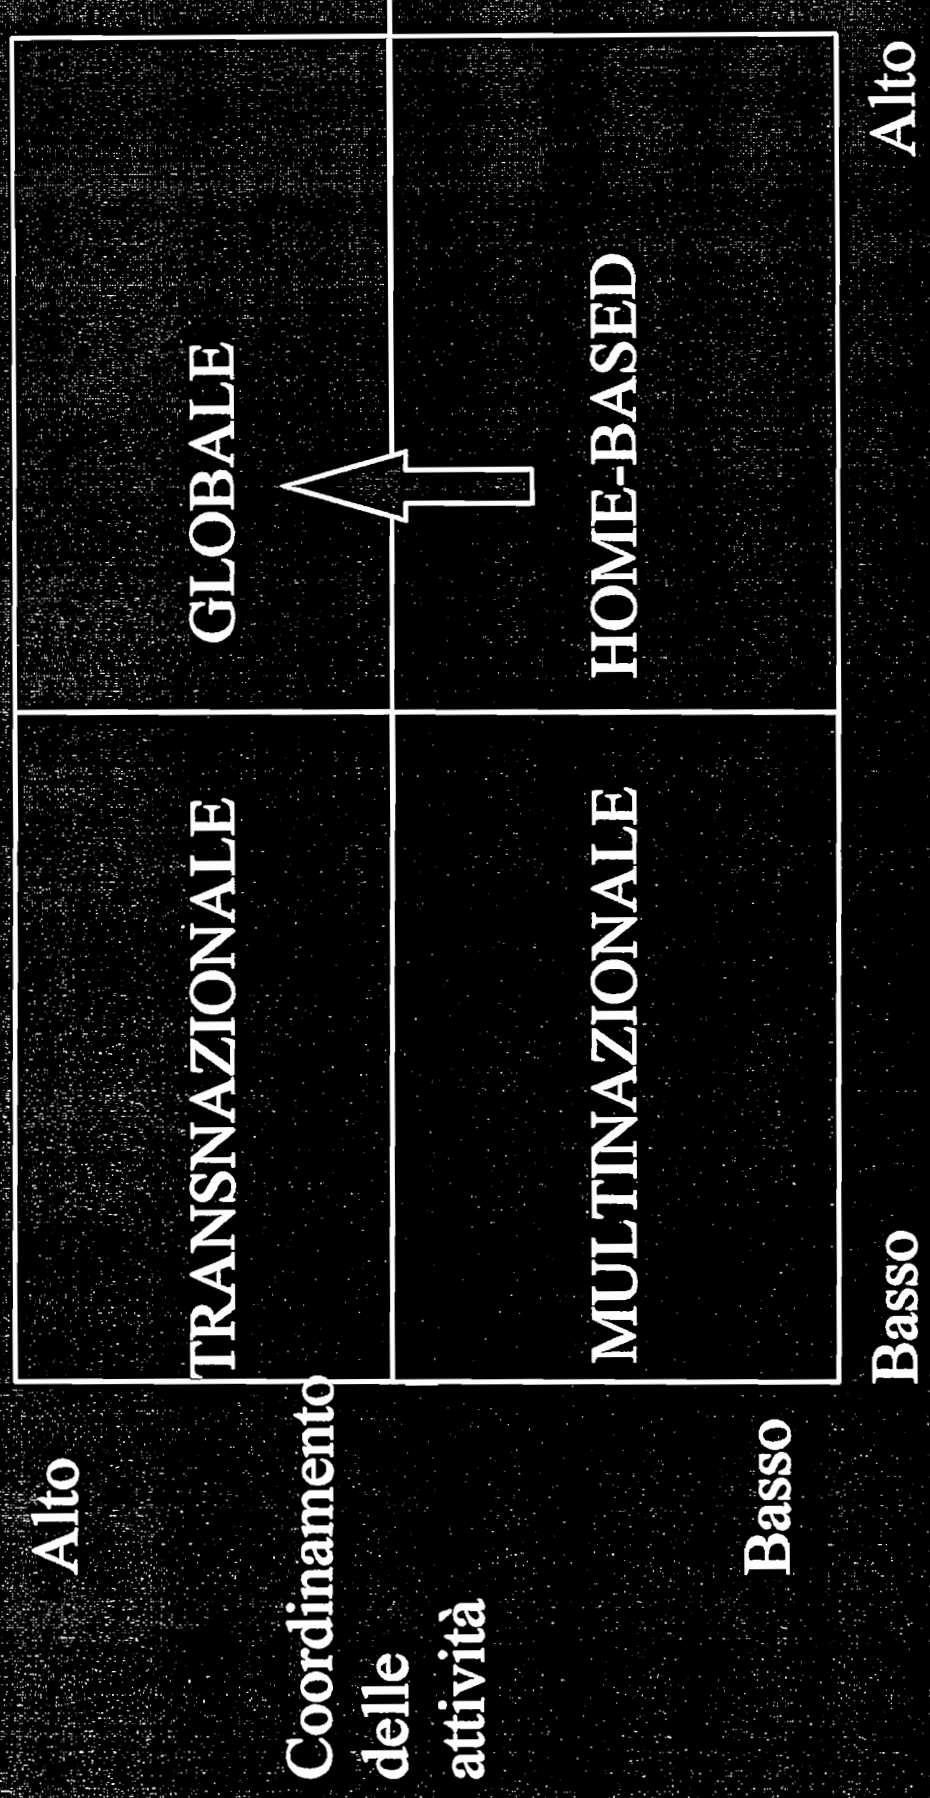 Alto
TRANSNAZIONALE
GLOBALE
Coordinamento
delle
attività
MULTINAZIONALE
HOME-BASED
Basso
Basso
Alto